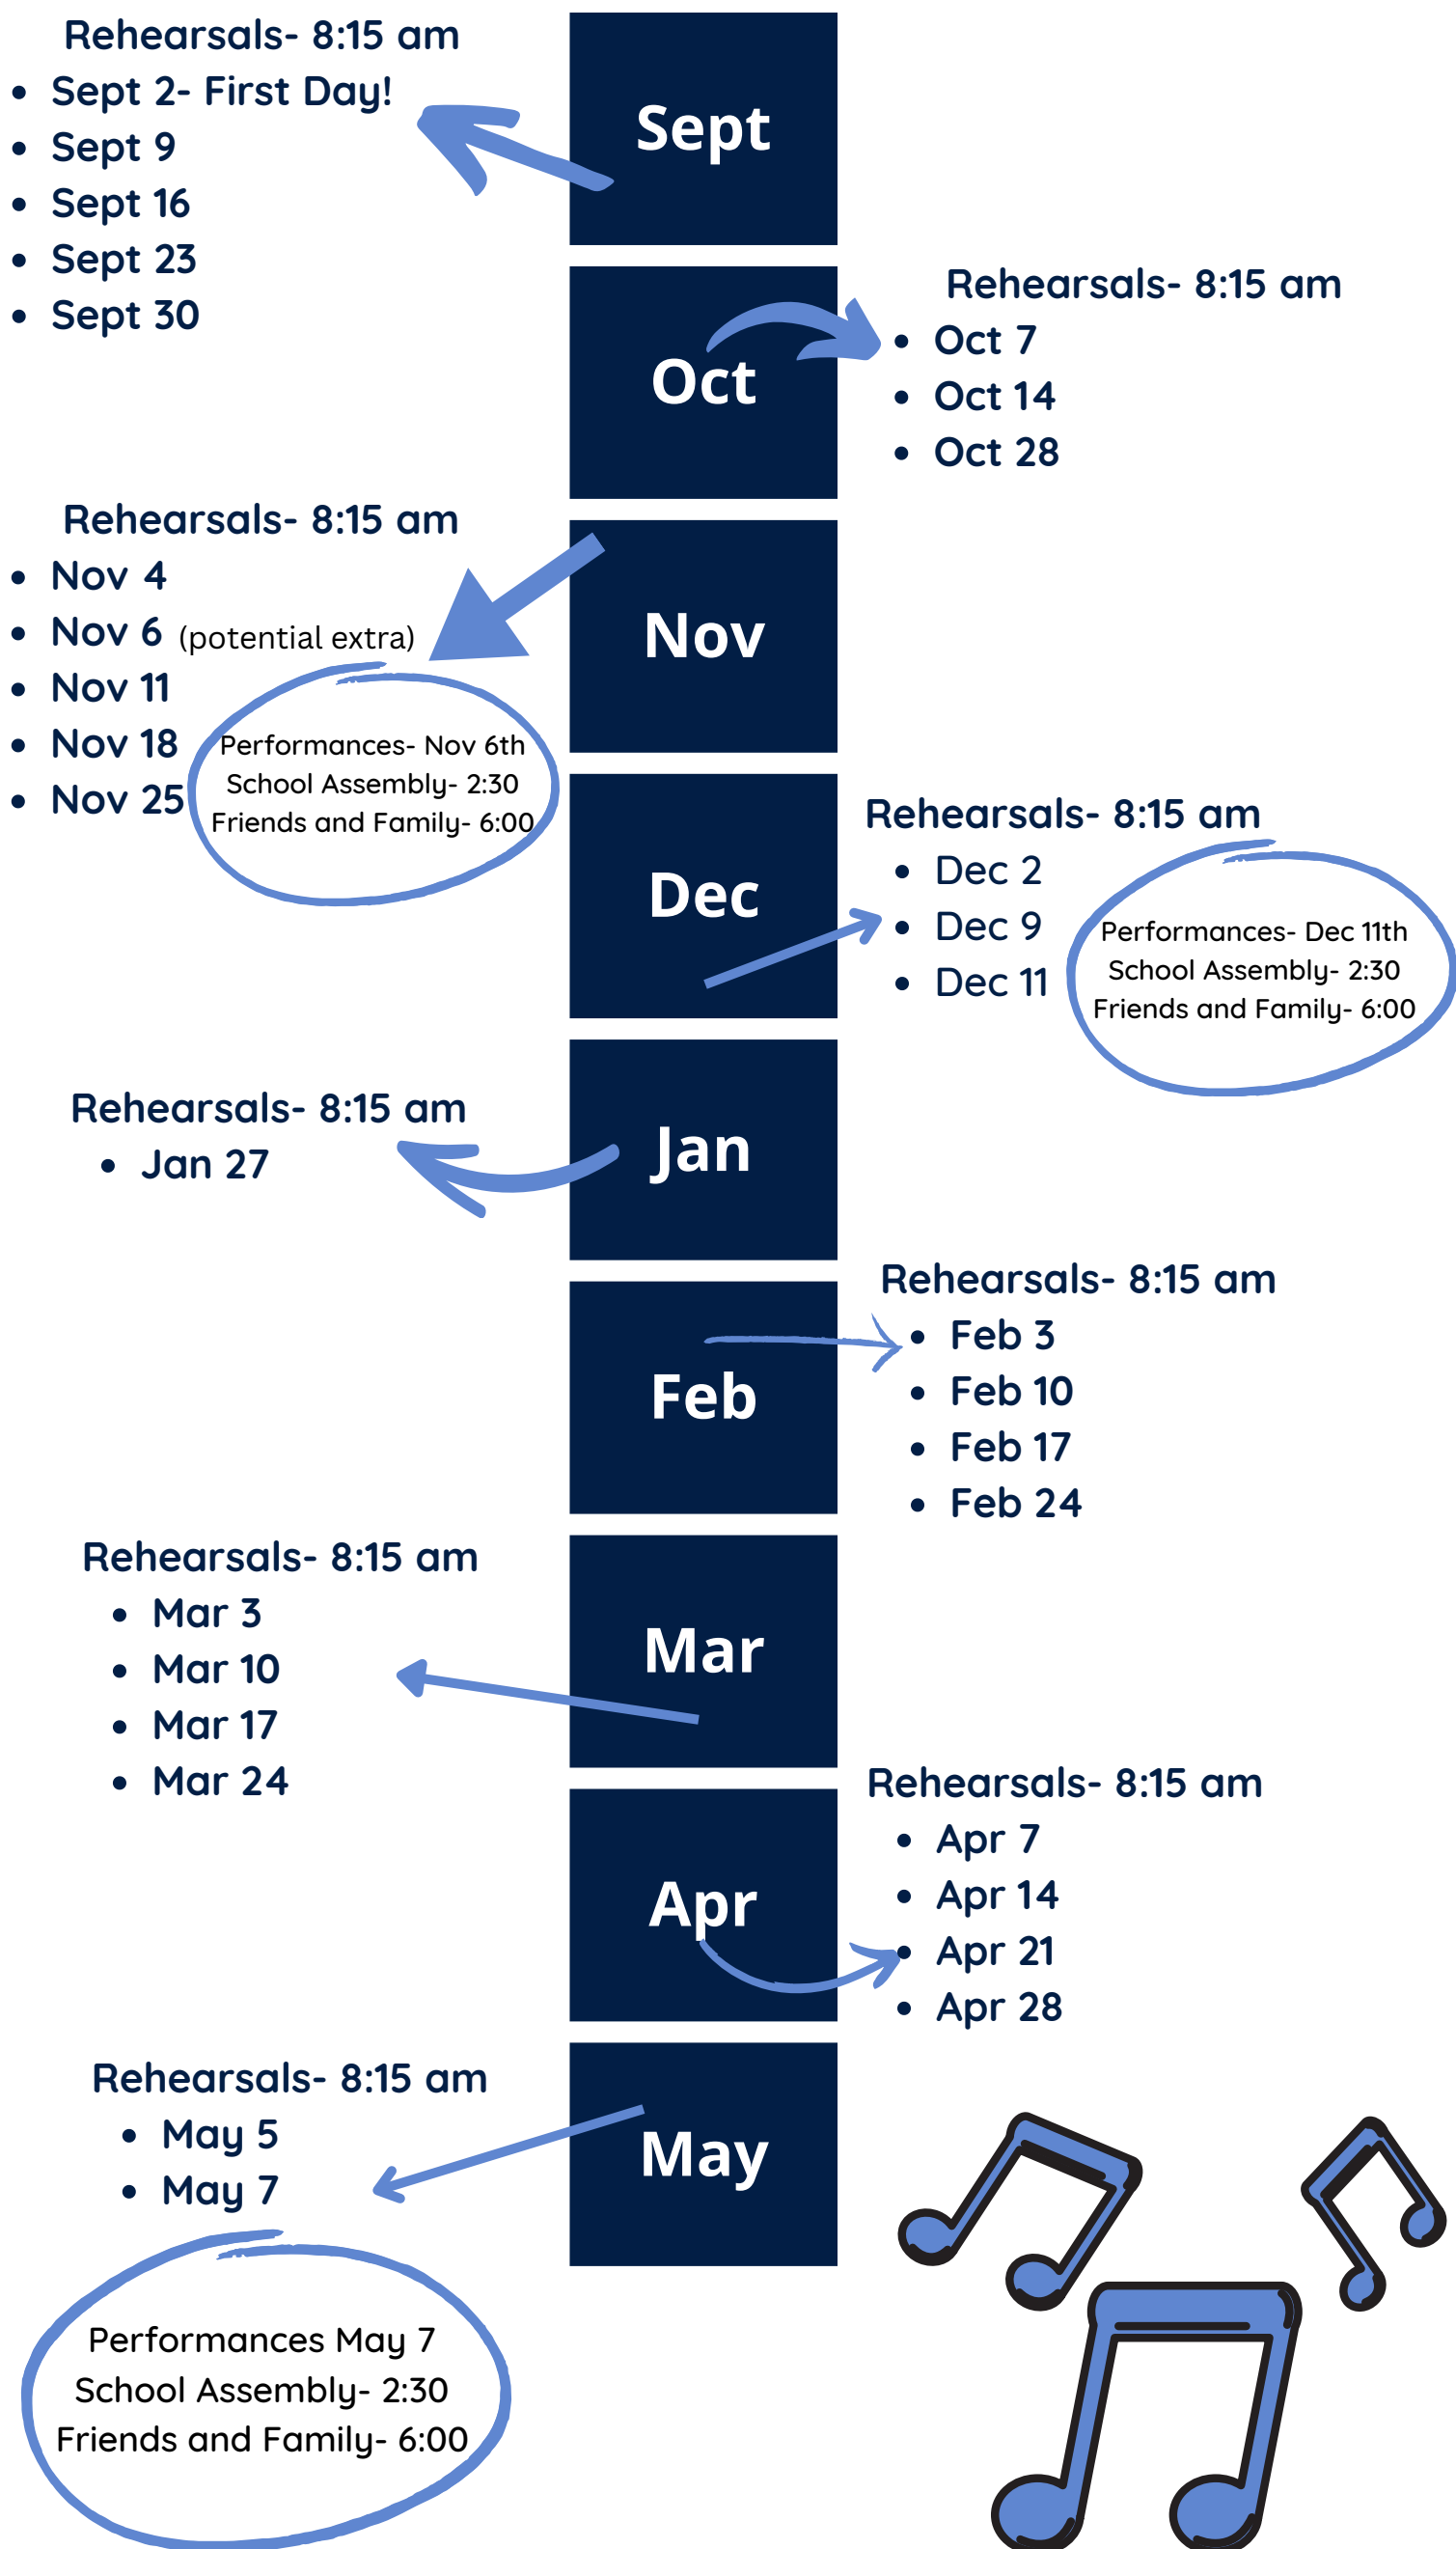 Rehearsals- 8:15 am
• Sept 2- First Day!
• Sept 9
• Sept 16
• Sept 23
• Sept 30
Sept
Oct
Rehearsals- 8:15 am
• Oct 7
• Oct 14
• Oct 28
Rehearsals- 8:15 am
• Nov 4
• Nov 6 (potential extra)
• Nov 11
• Nov 18
• Nov 25
Performances- Nov 6th
School Assembly- 2:30
Friends and Family- 6:00
Nov
Dec
Rehearsals- 8:15 am
• Dec 2
• Dec 9
• Dec 11
Performances- Dec 11th
School Assembly- 2:30
Friends and Family- 6:00
Rehearsals- 8:15 am
• Jan 27
Jan
Feb
Rehearsals- 8:15 am
• Feb 3
• Feb 10
• Feb 17
• Feb 24
Rehearsals- 8:15 am
• Mar 3
• Mar 10
• Mar 17
• Mar 24
Mar
Apr
Rehearsals- 8:15 am
• Apr 7
• Apr 14
• Apr 21
• Apr 28
Rehearsals- 8:15 am
• May 5
• May 7
May
Performances May 7
School Assembly- 2:30
Friends and Family- 6:00